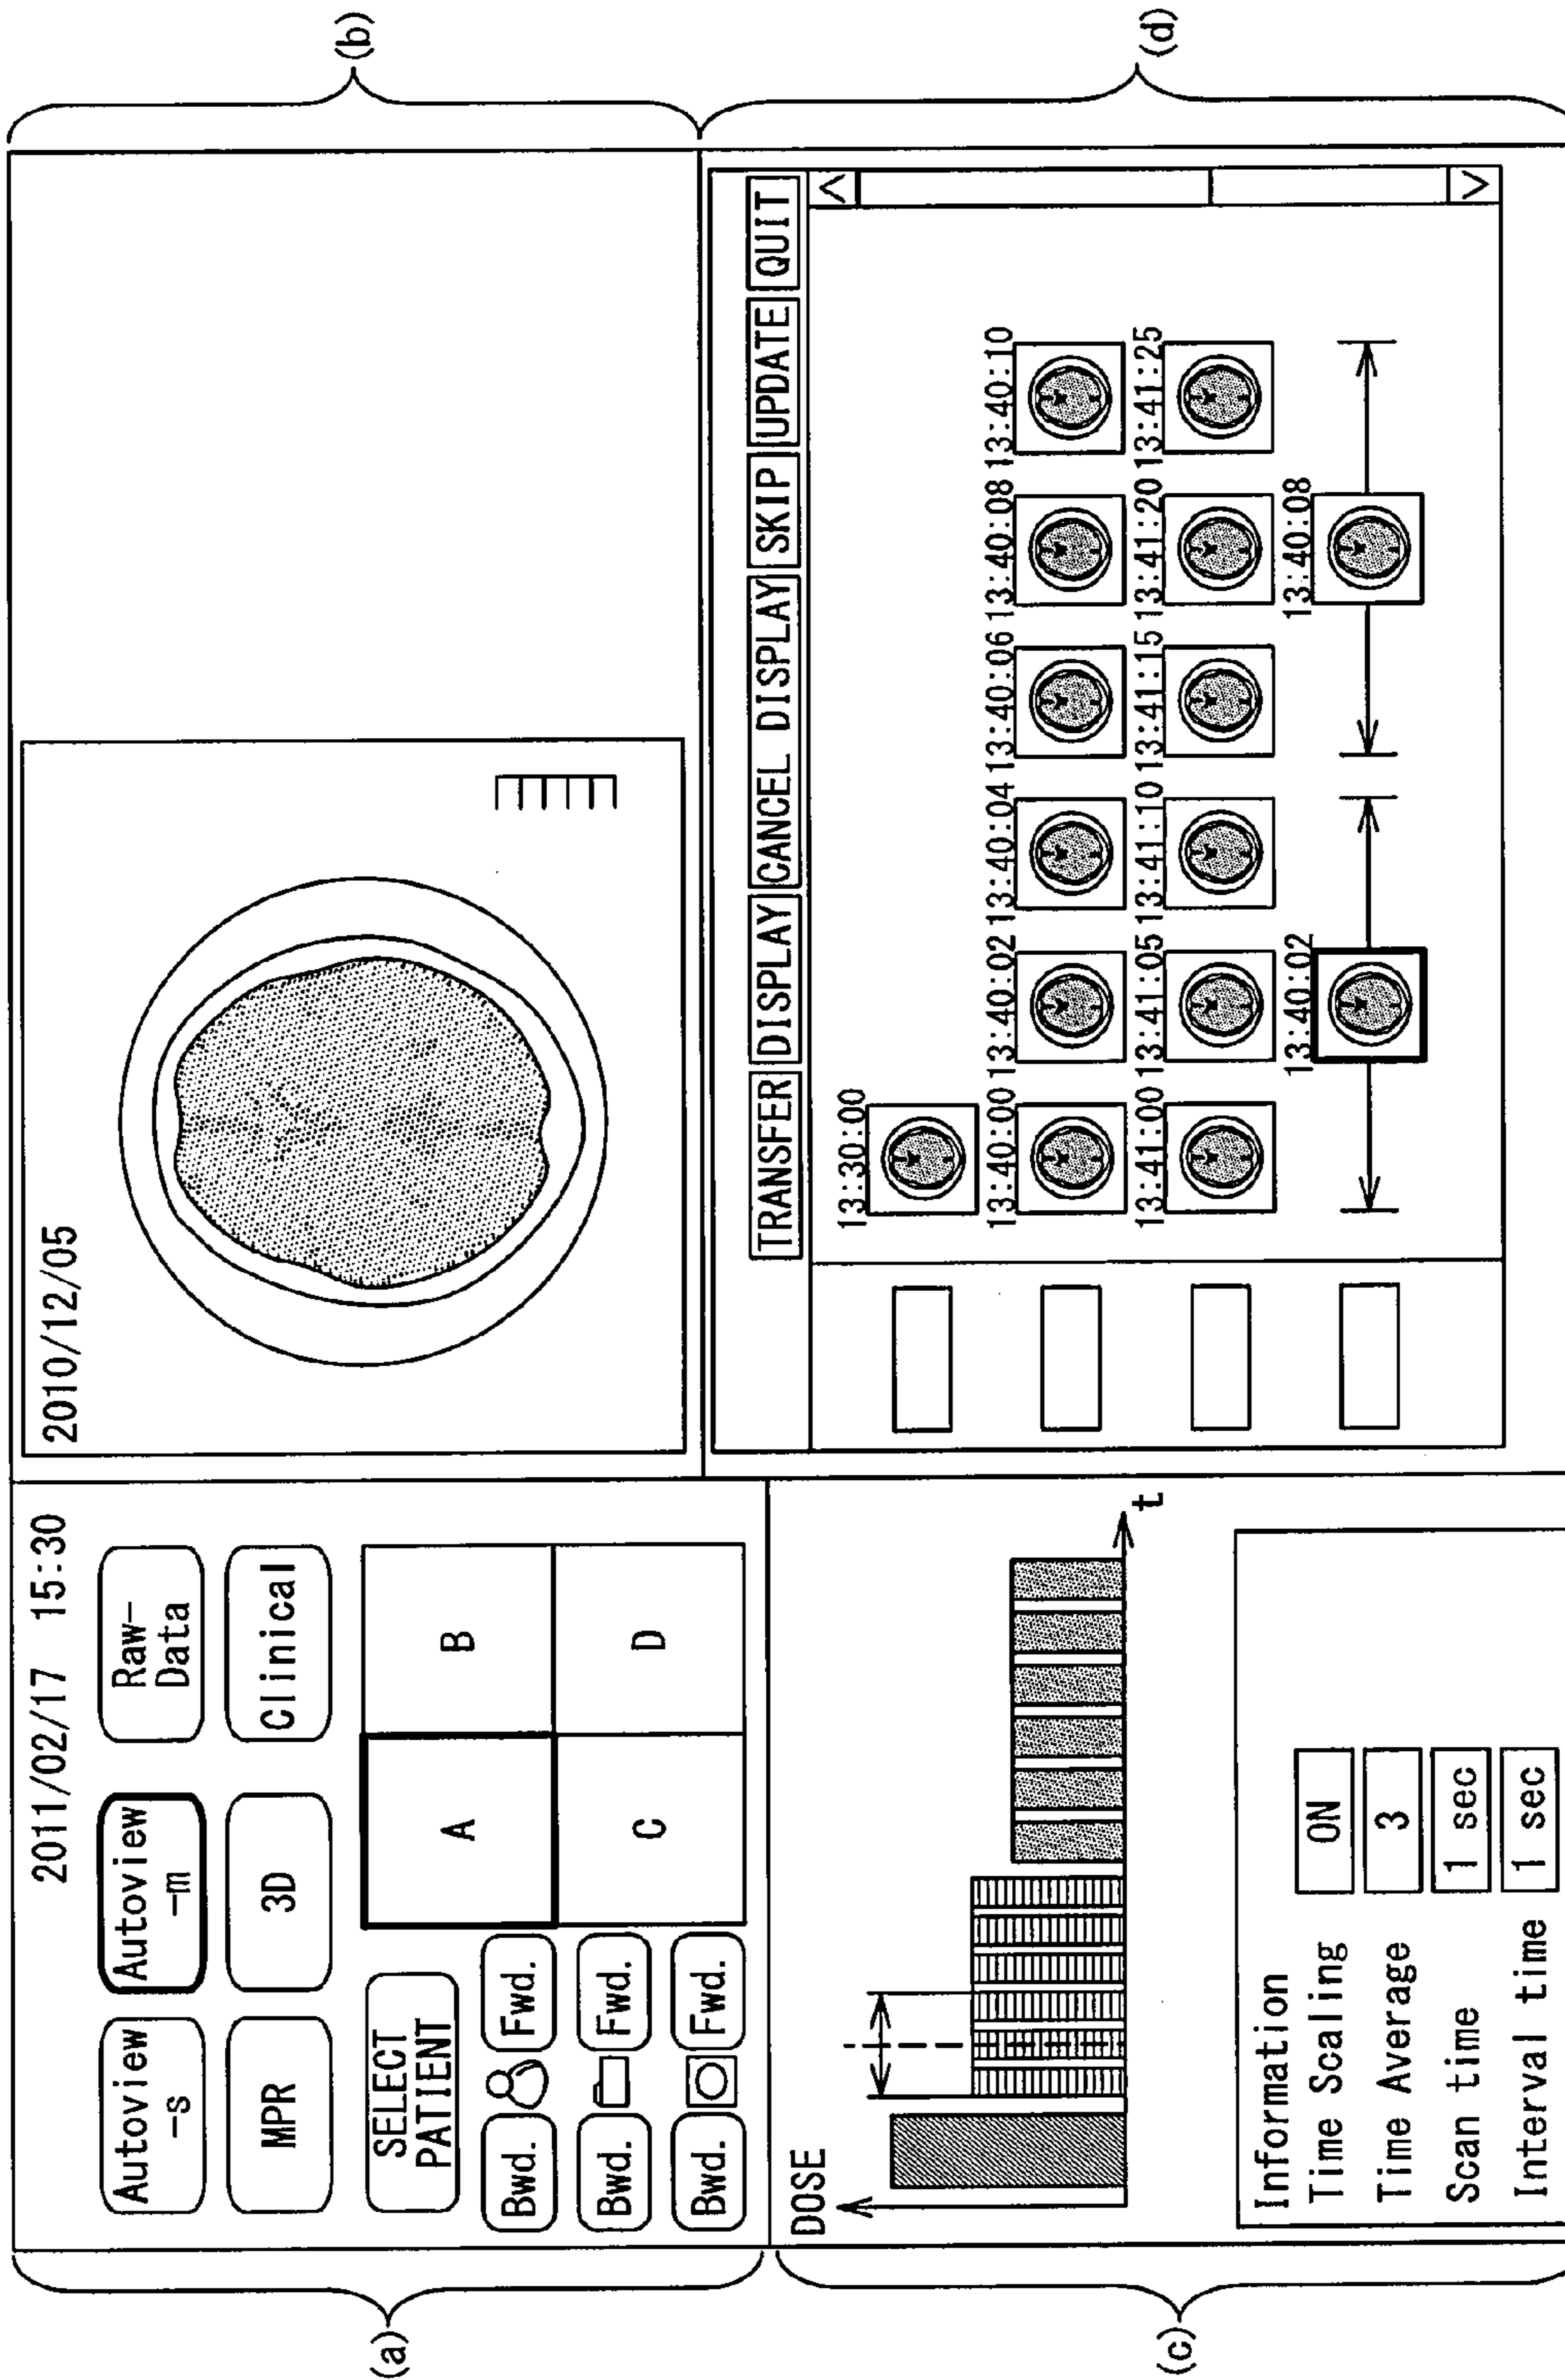 (a)
2011/02/17 15:30
Autoview
-s
Autoview
-m
Raw-
Data
MPR
3D
Clinical
SELECT
PATIENT
Bwd.
Fwd.
Bwd.
Fwd.
Bwd.
Fwd.
A
B
C
D
(b)
2010/12/05
(c)
DOSE
t
Information
Time Scaling
ON
Time Average
3
Scan time
1 sec
Interval time
1 sec
(d)
TRANSFER DISPLAY CANCEL DISPLAY SKIP UPDATE QUIT
13:30:00
13:40:00 13:40:02 13:40:04 13:40:06 13:40:08 13:40:10
13:41:00 13:41:05 13:41:10 13:41:15 13:41:20 13:41:25
13:40:02 13:40:08